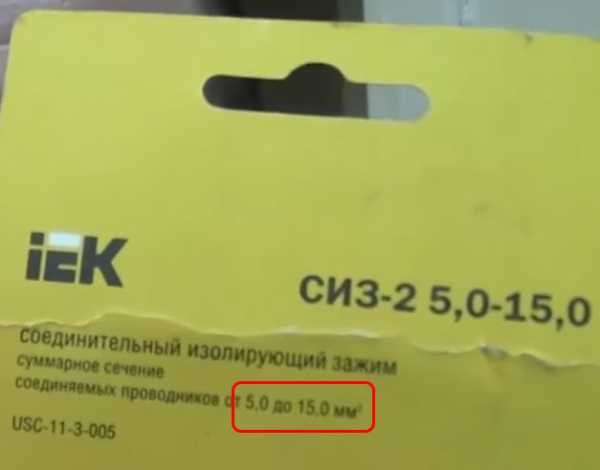 iEK
СИЗ-2 5,0-15,0
соединительный изолирующий зажим
суммарное сечение
соединяемых проводников от 5,0 до 15,0 мм²
USC-11-3-005